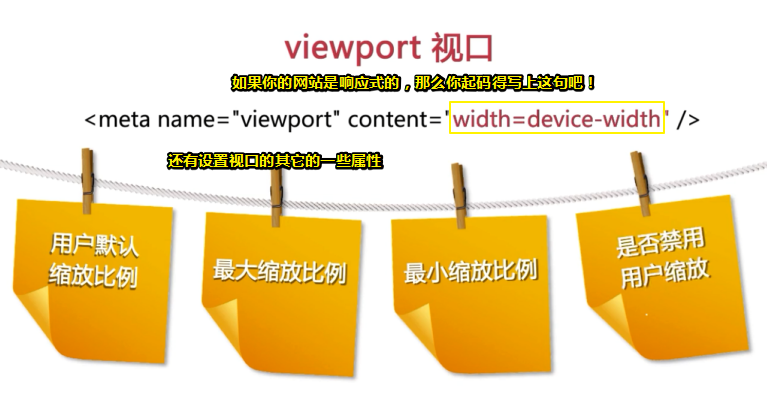 viewport 视口
如果你的网站是响应式的，那么你起码得写上这句吧！
<meta name="viewport" content="width=device-width" />
还有设置视口的其它的一些属性
用户默认
缩放比例
最大缩放比例
最小缩放比例
是否禁用
用户缩放